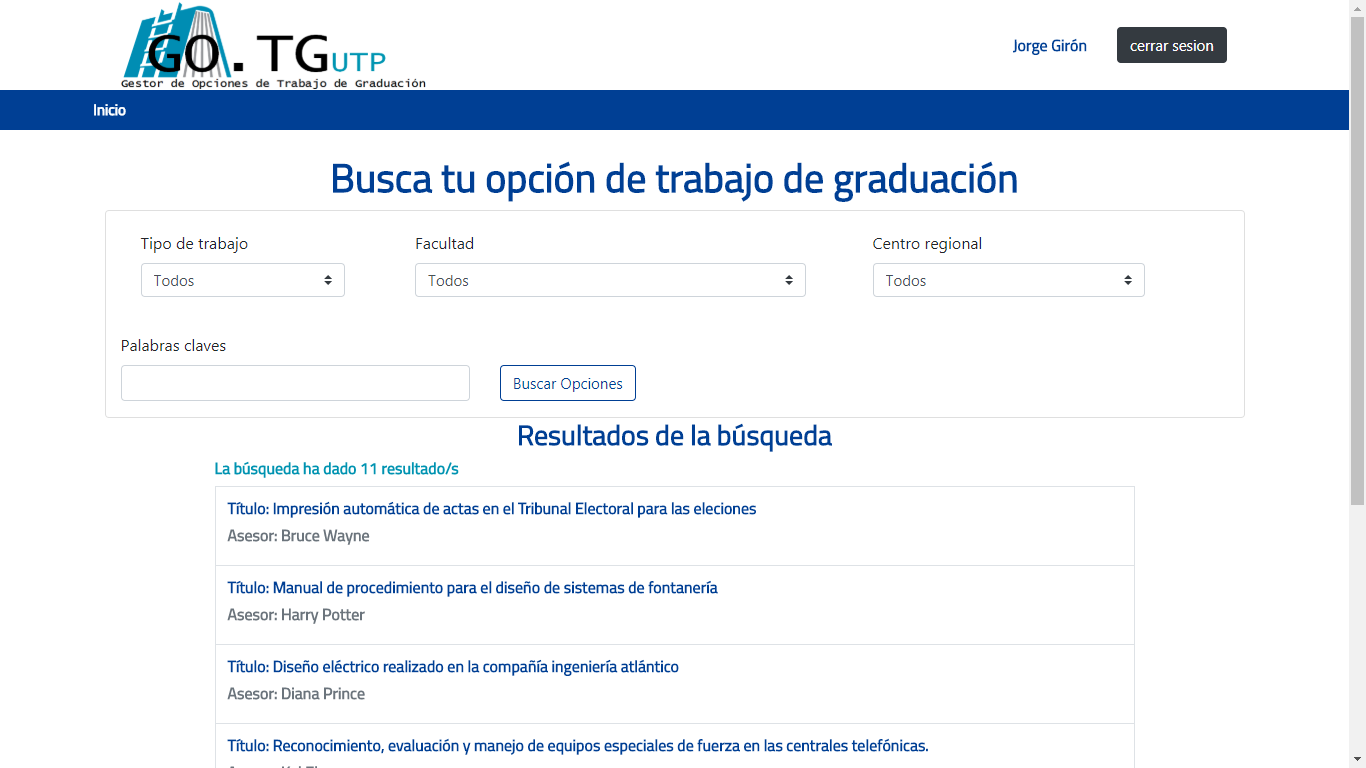 GO.TGUTP
Gestor de Opciones de Trabajo de Graduación
Jorge Girón
cerrar sesion
Inicio
Busca tu opción de trabajo de graduación
Tipo de trabajo
Facultad
Centro regional
Todos
Todos
Todos
Palabras claves
Buscar Opciones
Resultados de la búsqueda
La búsqueda ha dado 11 resultado/s
Título: Impresión automática de actas en el Tribunal Electoral para las eleciones
Asesor: Bruce Wayne
Título: Manual de procedimiento para el diseño de sistemas de fontanería
Asesor: Harry Potter
Título: Diseño eléctrico realizado en la compañía ingeniería atlántico
Asesor: Diana Prince
Título: Reconocimiento, evaluación y manejo de equipos especiales de fuerza en las centrales telefónicas.